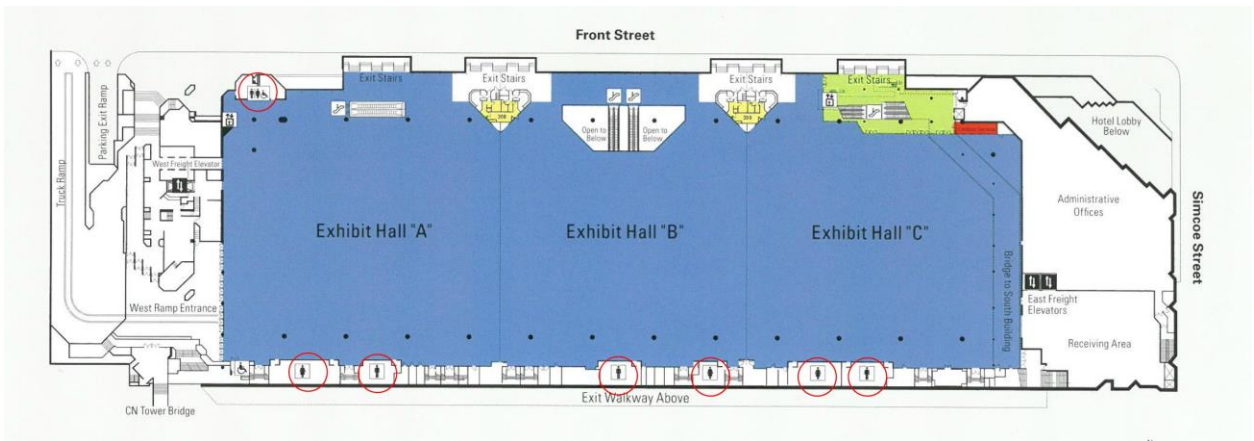 Front Street
Exit Stairs
Exit Stairs
Exit Stairs
Exit Stairs
Parking Exit Ramp
Truck Ramp
Hotel Lobby
Below
Open to
Below
Open to
Below
West Freight Elevator
Administrative
Offices
Simcoe Street
Exhibit Hall "A"
Exhibit Hall "B"
Exhibit Hall "C"
Bridge to South Building
West Ramp Entrance
East Freight
Elevators
Receiving Area
Exit Walkway Above
CN Tower Bridge